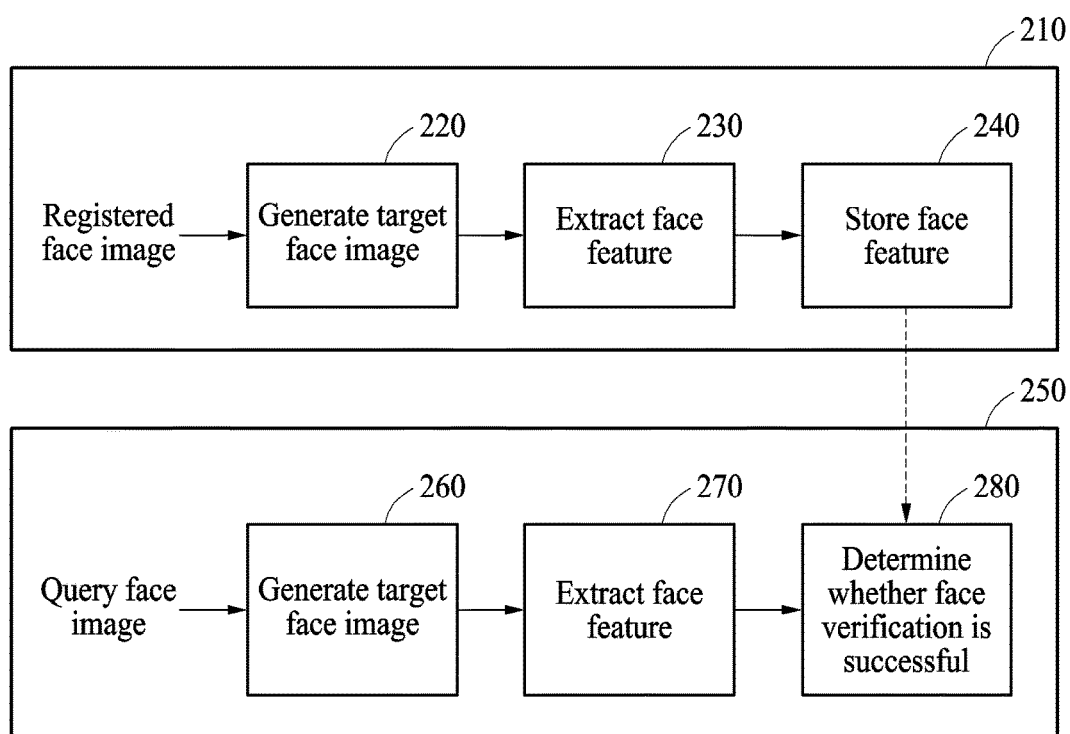 210
220
230
240
Registered
face image
Generate target
face image
Extract face
feature
Store face
feature
250
260
270
280
Query face
image
Generate target
face image
Extract face
feature
Determine
whether face
verification is
successful